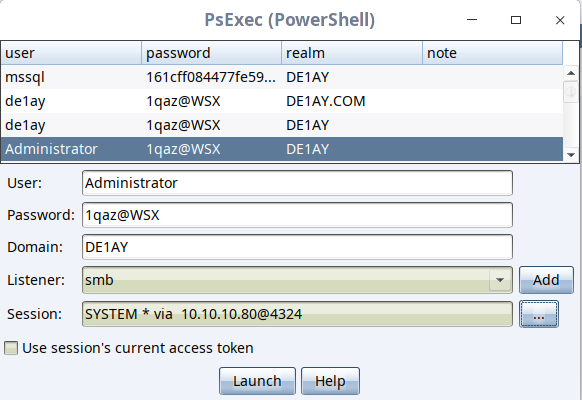 PsExec (PowerShell)
user password realm note
mssql 161cff084477fe59... DE1AY
de1ay 1qaz@WSX DE1AY.COM
de1ay 1qaz@WSX DE1AY
Administrator 1qaz@WSX DE1AY
User: Administrator
Password: 1qaz@WSX
Domain: DE1AY
Listener: smb Add
Session: SYSTEM * via 10.10.10.80@4324 ...
Use session's current access token
Launch Help